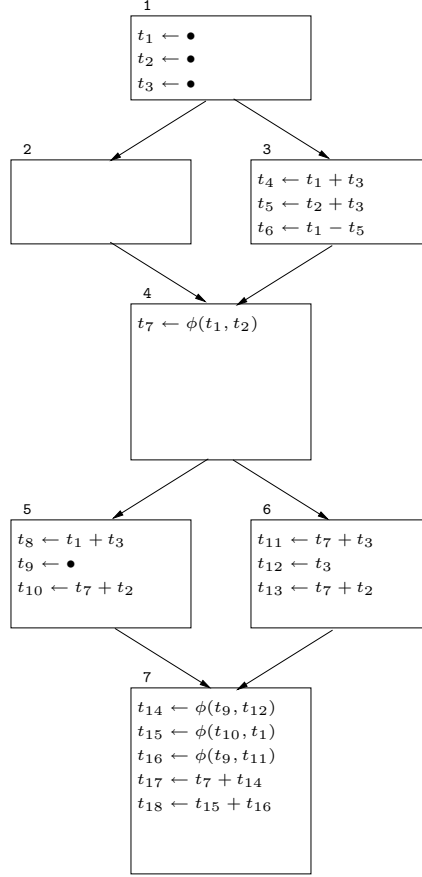 1
t₁ ← •
t₂ ← •
t₃ ← •
2
3
t₄ ← t₁ + t₃
t₅ ← t₂ + t₃
t₆ ← t₁ − t₅
4
t₇ ← ϕ(t₁, t₂)
5
t₈ ← t₁ + t₃
t₉ ← •
t₁₀ ← t₇ + t₂
6
t₁₁ ← t₇ + t₃
t₁₂ ← t₃
t₁₃ ← t₇ + t₂
7
t₁₄ ← ϕ(t₉, t₁₂)
t₁₅ ← ϕ(t₁₀, t₁)
t₁₆ ← ϕ(t₉, t₁₁)
t₁₇ ← t₇ + t₁₄
t₁₈ ← t₁₅ + t₁₆